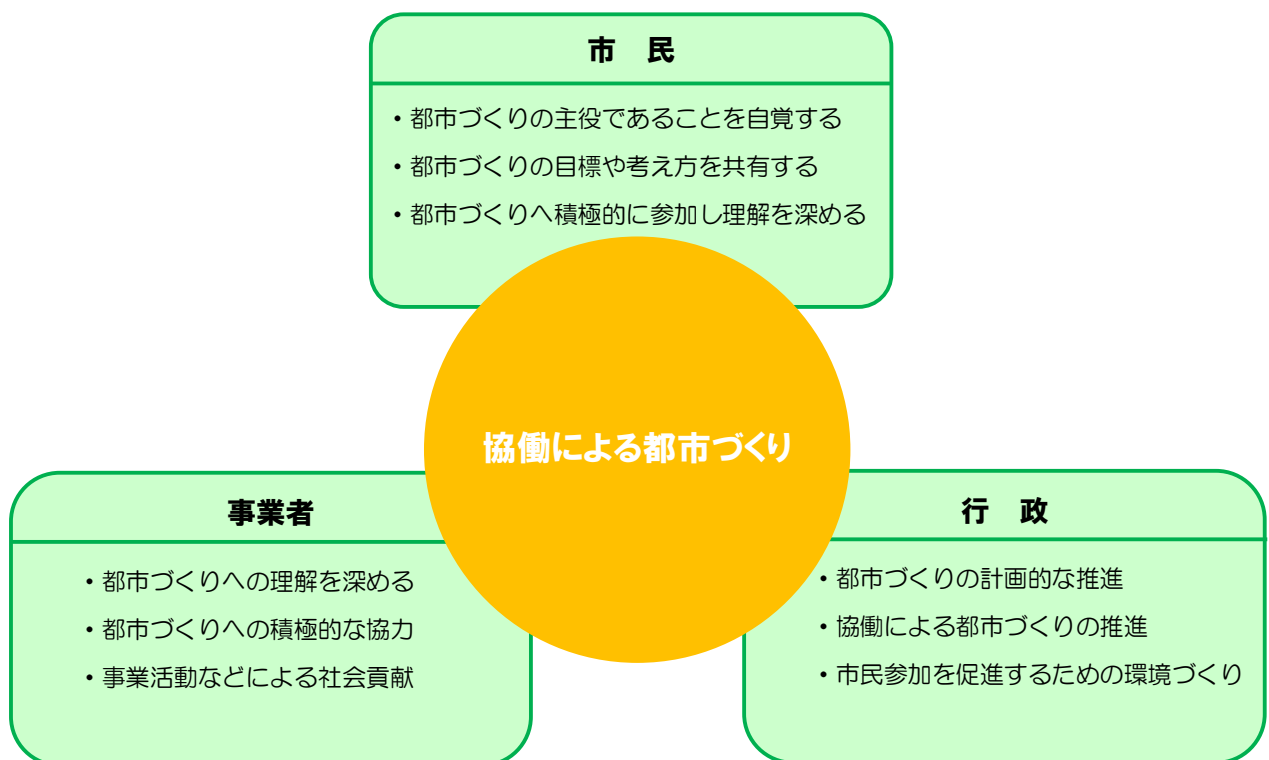 市　民
・都市づくりの主役であることを自覚する
・都市づくりの目標や考え方を共有する
・都市づくりへ積極的に参加し理解を深める
協働による都市づくり
事業者
・都市づくりへの理解を深める
・都市づくりへの積極的な協力
・事業活動などによる社会貢献
行　政
・都市づくりの計画的な推進
・協働による都市づくりの推進
・市民参加を促進するための環境づくり